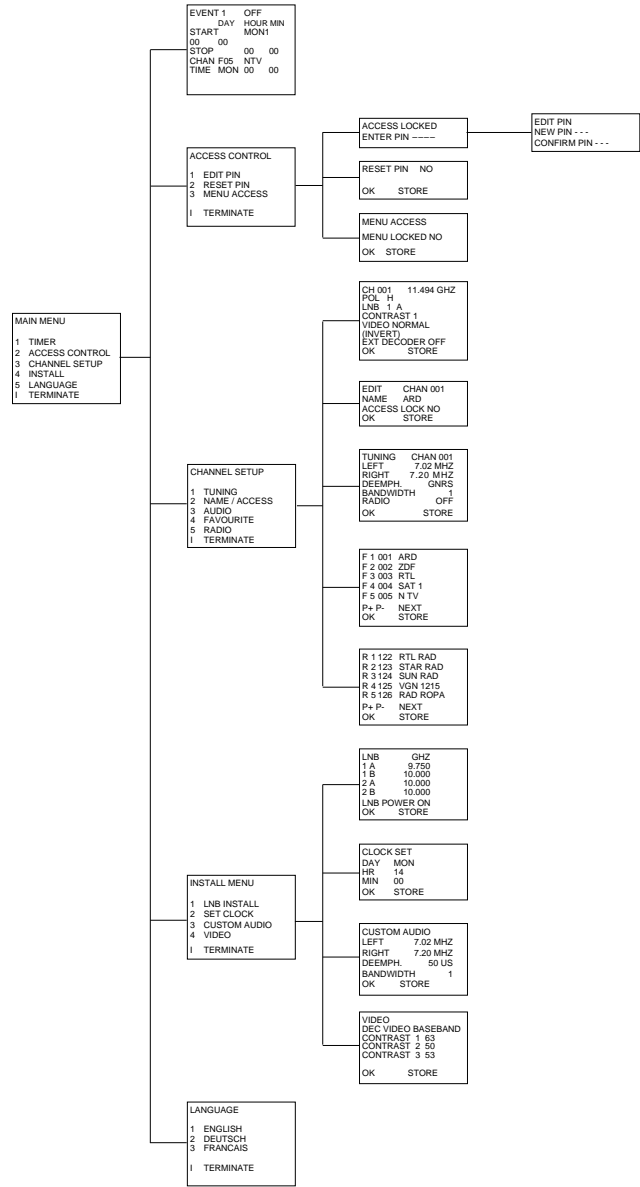 EVENT 1 OFF
DAY HOUR MIN
START MON1
00 00
STOP 00 00
CHAN F05 NTV
TIME MON 00 00
ACCESS LOCKED
ENTER PIN ----
EDIT PIN
NEW PIN - - -
CONFIRM PIN - - -
ACCESS CONTROL
1 EDIT PIN
2 RESET PIN
3 MENU ACCESS
I TERMINATE
RESET PIN NO
OK STORE
MENU ACCESS
MENU LOCKED NO
OK STORE
MAIN MENU
1 TIMER
2 ACCESS CONTROL
3 CHANNEL SETUP
4 INSTALL
5 LANGUAGE
I TERMINATE
CH 001 11.494 GHZ
POL H
LNB 1 A
CONTRAST 1
VIDEO NORMAL
(INVERT)
EXT DECODER OFF
OK STORE
EDIT CHAN 001
NAME ARD
ACCESS LOCK NO
OK STORE
CHANNEL SETUP
1 TUNING
2 NAME / ACCESS
3 AUDIO
4 FAVOURITE
5 RADIO
I TERMINATE
TUNING CHAN 001
LEFT 7.02 MHZ
RIGHT 7.20 MHZ
DEEMPH. GNRS
BANDWIDTH 1
RADIO OFF
OK STORE
F 1 001 ARD
F 2 002 ZDF
F 3 003 RTL
F 4 004 SAT 1
F 5 005 N TV
P+ P- NEXT
OK STORE
R 1 122 RTL RAD
R 2 123 STAR RAD
R 3 124 SUN RAD
R 4 125 VGN 1215
R 5 126 RAD ROPA
P+ P- NEXT
OK STORE
LNB GHZ
1 A 9.750
1 B 10.000
2 A 10.000
2 B 10.000
LNB POWER ON
OK STORE
INSTALL MENU
1 LNB INSTALL
2 SET CLOCK
3 CUSTOM AUDIO
4 VIDEO
I TERMINATE
CLOCK SET
DAY MON
HR 14
MIN 00
OK STORE
CUSTOM AUDIO
LEFT 7.02 MHZ
RIGHT 7.20 MHZ
DEEMPH. 50 US
BANDWIDTH 1
OK STORE
VIDEO
DEC VIDEO BASEBAND
CONTRAST 1 63
CONTRAST 2 50
CONTRAST 3 53
OK STORE
LANGUAGE
1 ENGLISH
2 DEUTSCH
3 FRANCAIS
I TERMINATE